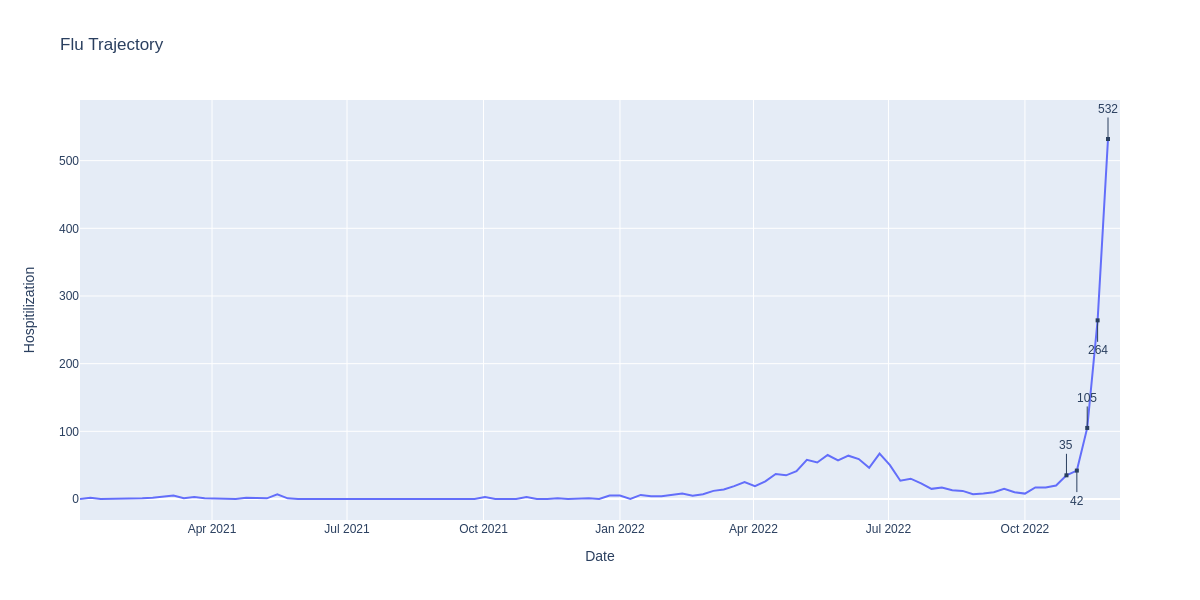 Flu Trajectory
532
500
400
300
264
200
105
100
35
42
0
Hospitilization
Apr 2021
Jul 2021
Oct 2021
Jan 2022
Apr 2022
Jul 2022
Oct 2022
Date